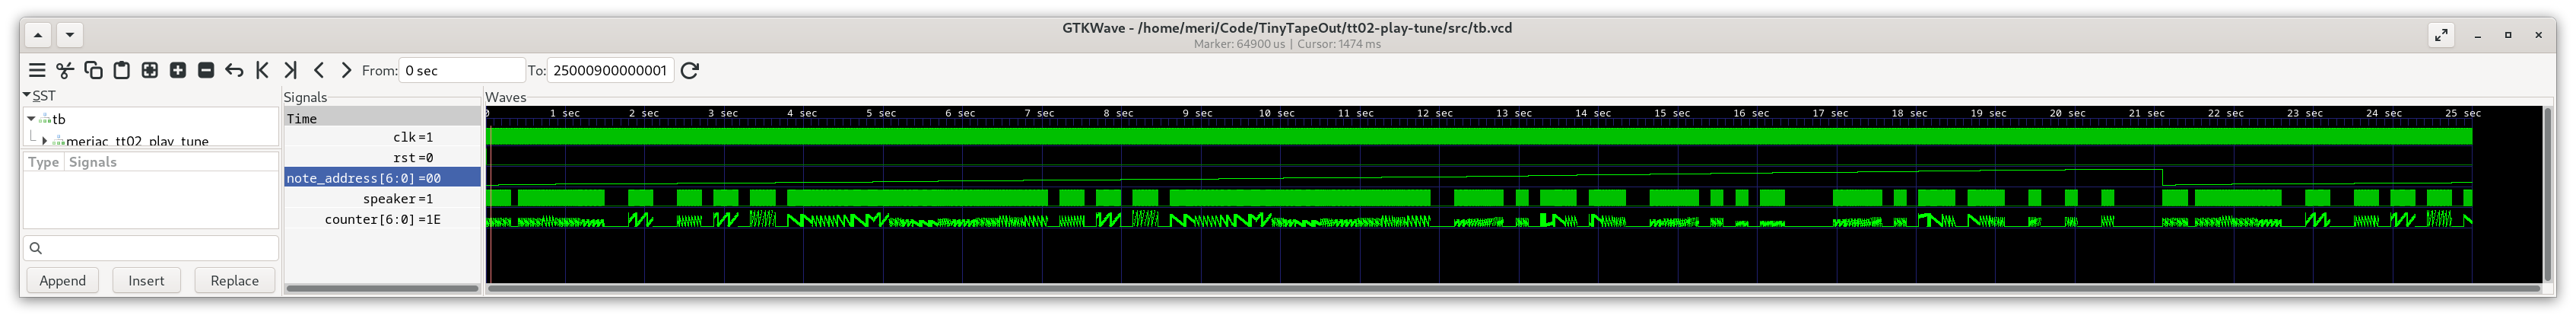 GTKWave - /home/meri/Code/TinyTapeOut/tt02-play-tune/src/tb.vcd
Marker: 64900 us | Cursor: 1474 ms
From: 0 sec To: 25000900000001
SST
tb
meriac_tt02_play_tune
Type Signals
Append Insert Replace
Signals
Time
clk=1
rst=0
note_address[6:0]=00
speaker=1
counter[6:0]=1E
Waves
0 1 sec 2 sec 3 sec 4 sec 5 sec 6 sec 7 sec 8 sec 9 sec 10 sec 11 sec 12 sec 13 sec 14 sec 15 sec 16 sec 17 sec 18 sec 19 sec 20 sec 21 sec 22 sec 23 sec 24 sec 25 sec